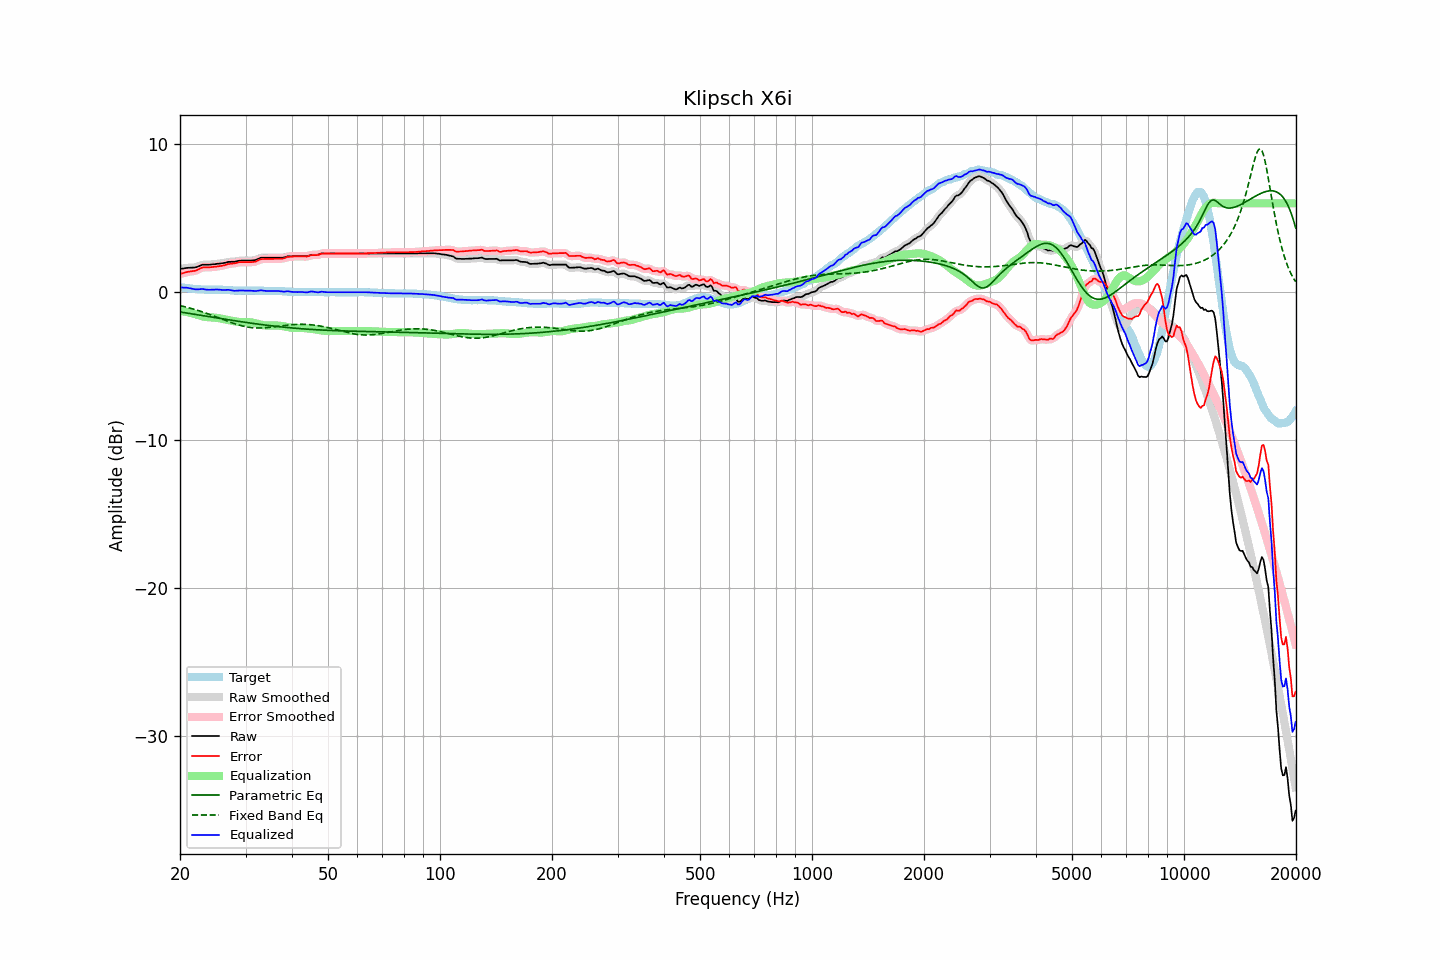 Klipsch X6i
10
0
−10
−20
−30
Amplitude (dBr)
Target
Raw Smoothed
Error Smoothed
Raw
Error
Equalization
Parametric Eq
Fixed Band Eq
Equalized
20
50
100
200
500
1000
2000
5000
10000
20000
Frequency (Hz)